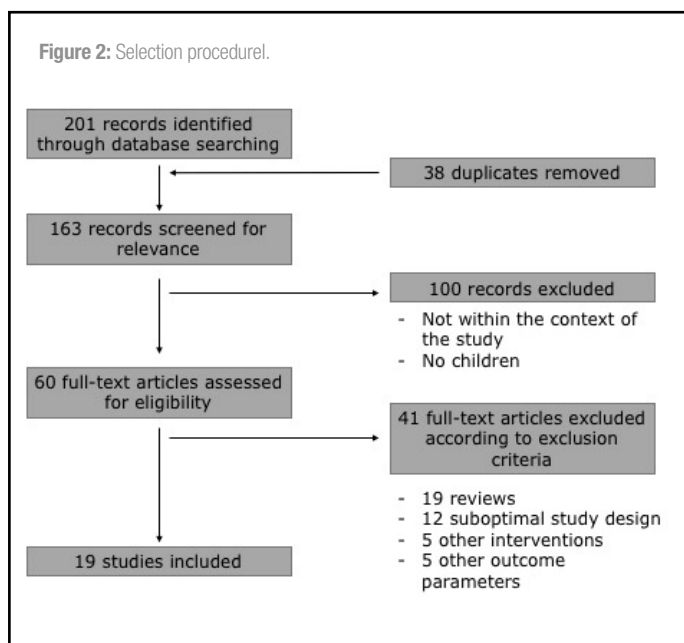 Figure 2: Selection procedurel.
201 records identified
through database searching
38 duplicates removed
163 records screened for
relevance
100 records excluded
- Not within the context of
the study
- No children
60 full-text articles assessed
for eligibility
41 full-text articles excluded
according to exclusion
criteria
- 19 reviews
- 12 suboptimal study design
- 5 other interventions
- 5 other outcome
parameters
19 studies included